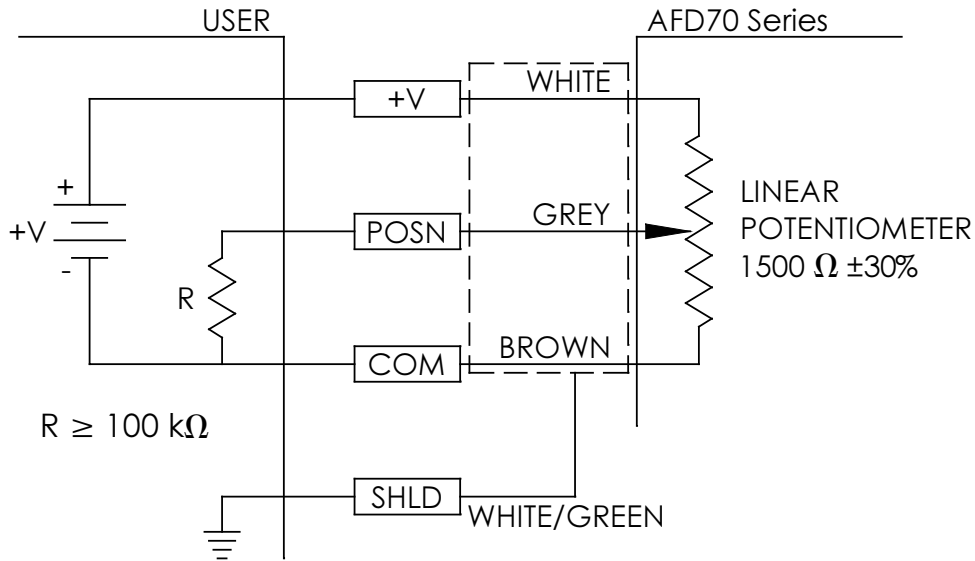 USER
AFD70 Series
+V
WHITE
+
+V
-
POSN
GREY
LINEAR
POTENTIOMETER
1500 Ω ±30%
R
COM
BROWN
R ≥ 100 kΩ
SHLD
WHITE/GREEN